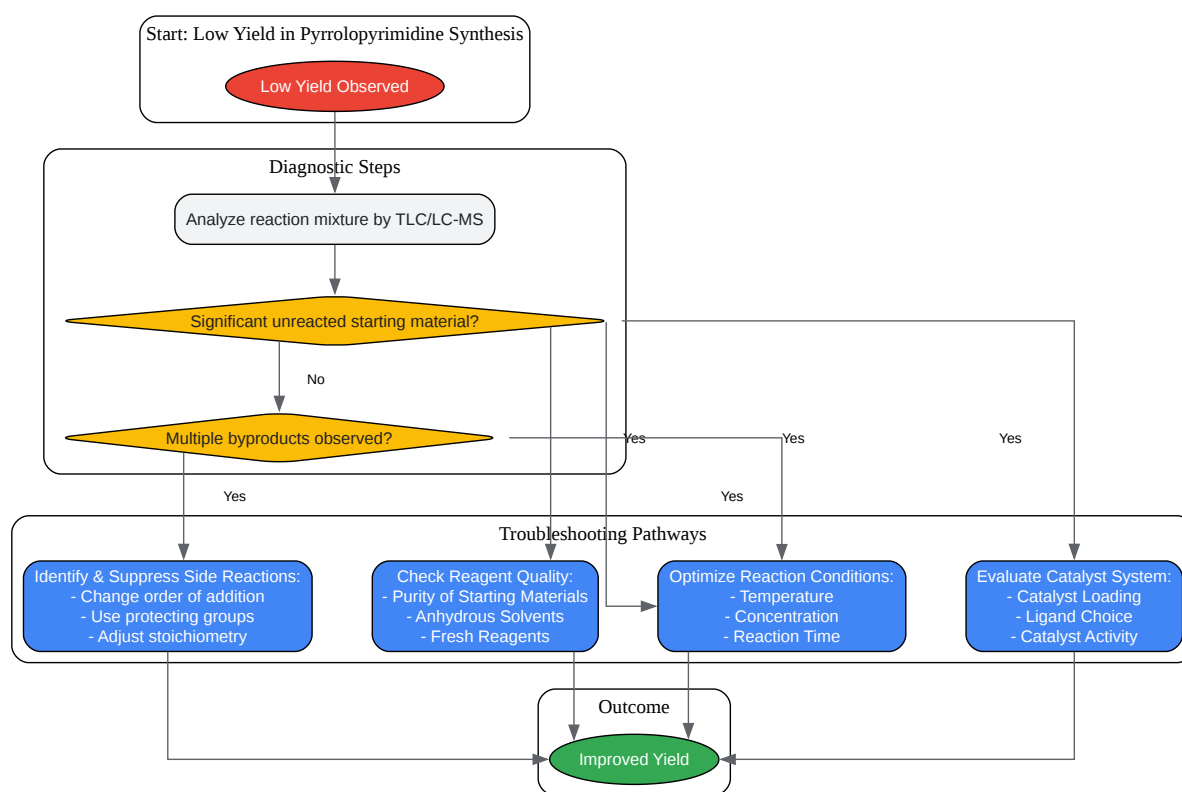 Start: Low Yield in Pyrrolopyrimidine Synthesis
Low Yield Observed
Diagnostic Steps
Analyze reaction mixture by TLC/LC-MS
Significant unreacted starting material?
No
Multiple byproducts observed?
Yes
Yes
Yes
Yes
Yes
Troubleshooting Pathways
Identify & Suppress Side Reactions:
- Change order of addition
- Use protecting groups
- Adjust stoichiometry
Check Reagent Quality:
- Purity of Starting Materials
- Anhydrous Solvents
- Fresh Reagents
Optimize Reaction Conditions:
- Temperature
- Concentration
- Reaction Time
Evaluate Catalyst System:
- Catalyst Loading
- Ligand Choice
- Catalyst Activity
Outcome
Improved Yield